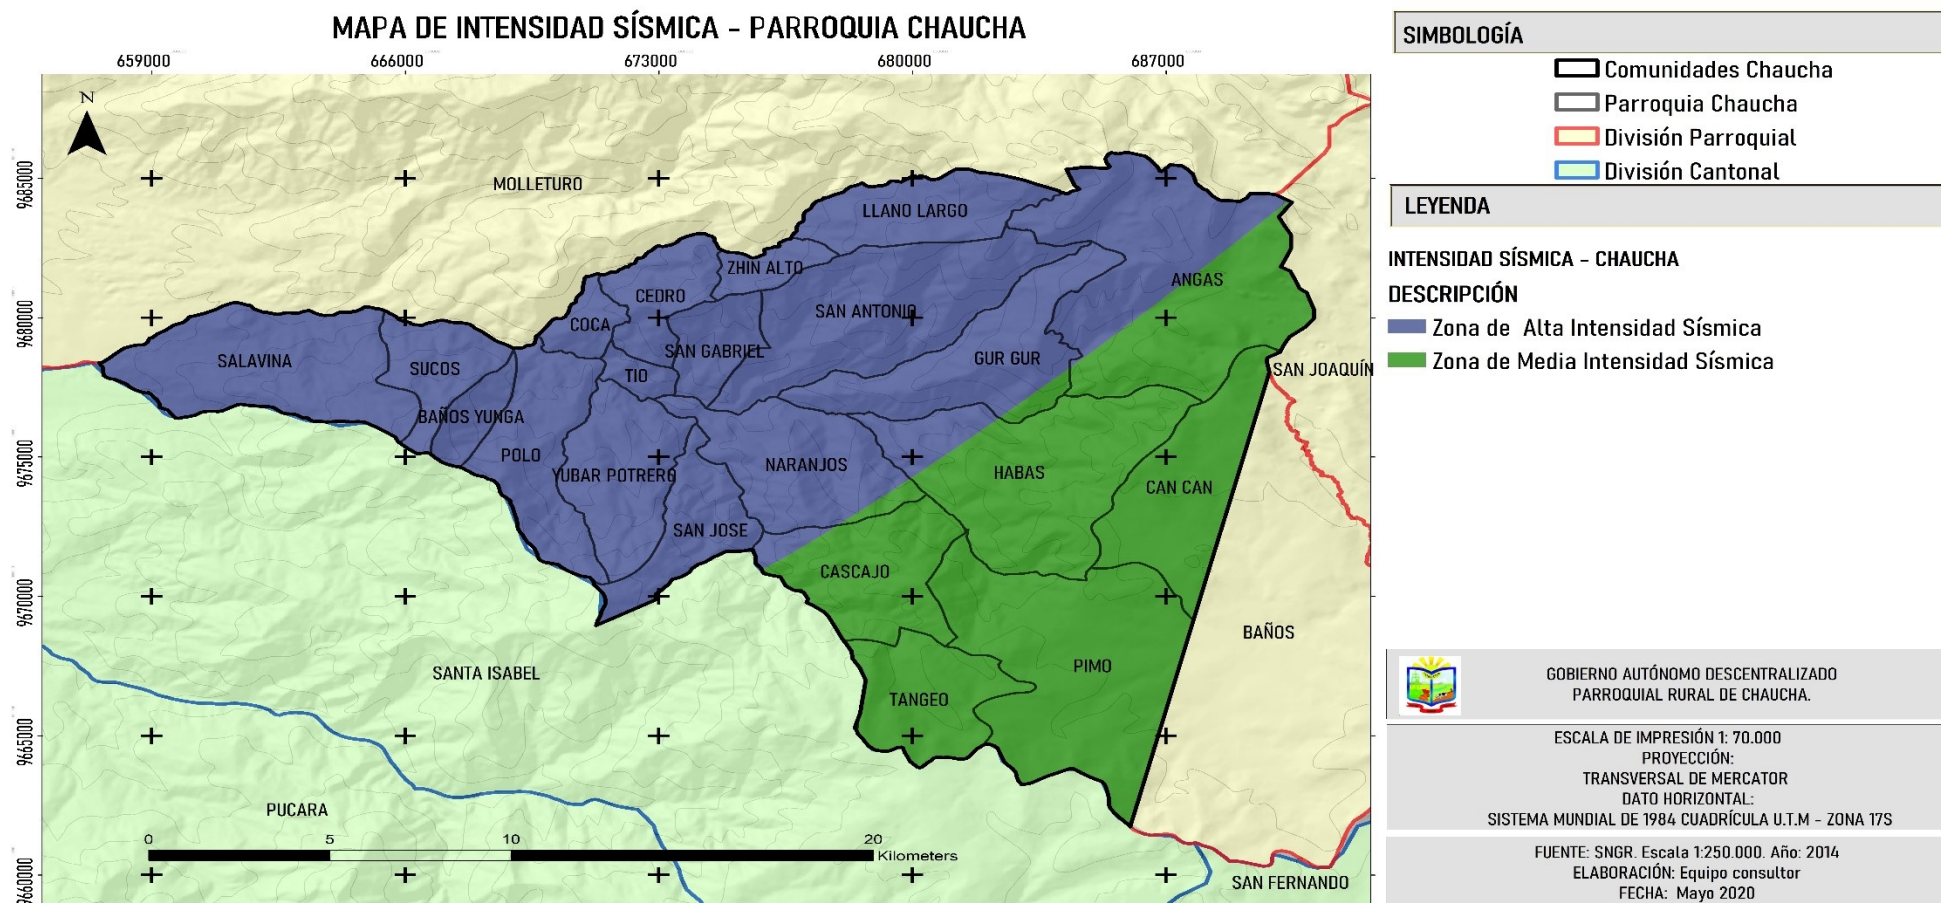 MAPA DE INTENSIDAD SÍSMICA - PARROQUIA CHAUCHA
659000 666000 673000 680000 687000
N
9685000
9680000
9675000
9670000
9665000
9660000
MOLLETURO
LLANO LARGO
ZHIN ALTO
ANGAS
CEDRO
SAN ANTONIO
COCA
SAN GABRIEL
GUR GUR
SALAVINA
SUCOS
TIO
SAN JOAQUÍN
BAÑOS YUNGA
POLO
NARANJOS
YUBAR POTRERO
HABAS
CAN CAN
SAN JOSE
CASCAJO
BAÑOS
SANTA ISABEL
PIMO
TANGEO
PUCARA
SAN FERNANDO
0 5 10 20
Kilometers
SIMBOLOGÍA
Comunidades Chaucha
Parroquia Chaucha
División Parroquial
División Cantonal
LEYENDA
INTENSIDAD SÍSMICA - CHAUCHA
DESCRIPCIÓN
Zona de Alta Intensidad Sísmica
Zona de Media Intensidad Sísmica
GOBIERNO AUTÓNOMO DESCENTRALIZADO
PARROQUIAL RURAL DE CHAUCHA.
ESCALA DE IMPRESIÓN 1: 70.000
PROYECCIÓN:
TRANSVERSAL DE MERCATOR
DATO HORIZONTAL:
SISTEMA MUNDIAL DE 1984 CUADRÍCULA U.T.M - ZONA 17S
FUENTE: SNGR. Escala 1:250.000. Año: 2014
ELABORACIÓN: Equipo consultor
FECHA: Mayo 2020